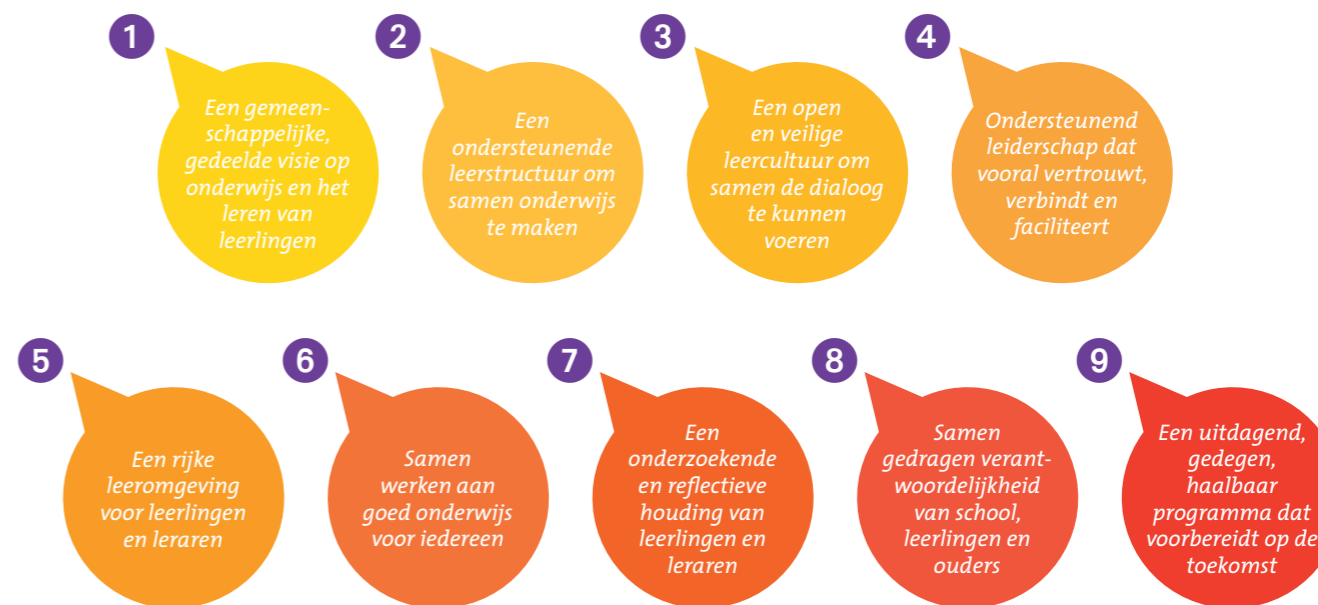 1
Een gemeen-
schappelijke,
gedeelde visie op
onderwijs en het
leren van
leerlingen
2
Een
ondersteunende
leerstructuur om
samen onderwijs
te maken
3
Een open
en veilige
leercultuur om
samen de dialoog
te kunnen
voeren
4
Ondersteunend
leiderschap dat
vooral vertrouwt,
verbindt en
faciliteert
5
Een rijke
leeromgeving
voor leerlingen
en leraren
6
Samen
werken aan
goed onderwijs
voor iedereen
7
Een
onderzoekende
en reflectieve
houding van
leerlingen en
leraren
8
Samen
gedragen verant-
woordelijkheid
van school,
leerlingen en
ouders
9
Een uitdagend,
gedegen,
haalbaar
programma dat
voorbereidt op de
toekomst